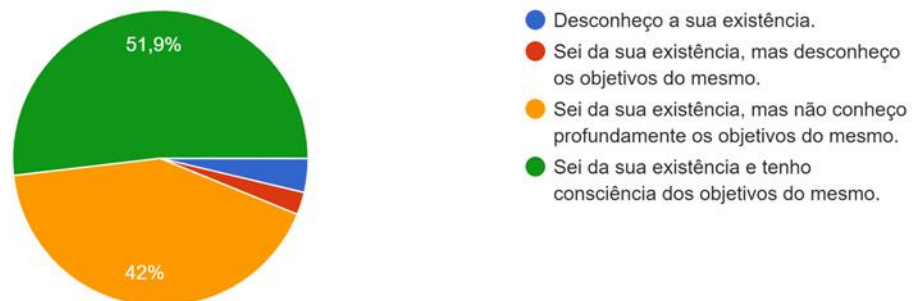 51,9%
42%
Desconheço a sua existência.
Sei da sua existência, mas desconheço
os objetivos do mesmo.
Sei da sua existência, mas não conheço
profundamente os objetivos do mesmo.
Sei da sua existência e tenho
consciência dos objetivos do mesmo.